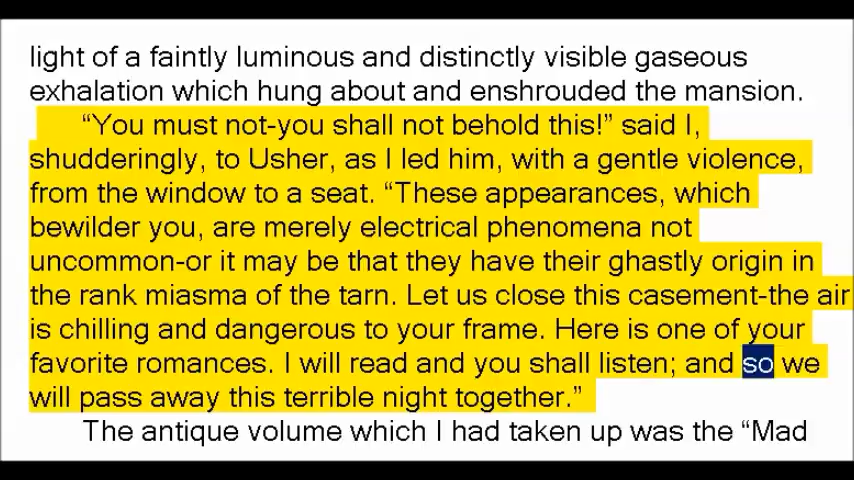 light of a faintly luminous and distinctly visible gaseous
exhalation which hung about and enshrouded the mansion.
“You must not-you shall not behold this!” said I,
shudderingly, to Usher, as I led him, with a gentle violence,
from the window to a seat. “These appearances, which
bewilder you, are merely electrical phenomena not
uncommon-or it may be that they have their ghastly origin in
the rank miasma of the tarn. Let us close this casement-the air
is chilling and dangerous to your frame. Here is one of your
favorite romances. I will read and you shall listen; and so we
will pass away this terrible night together.”
The antique volume which I had taken up was the “Mad